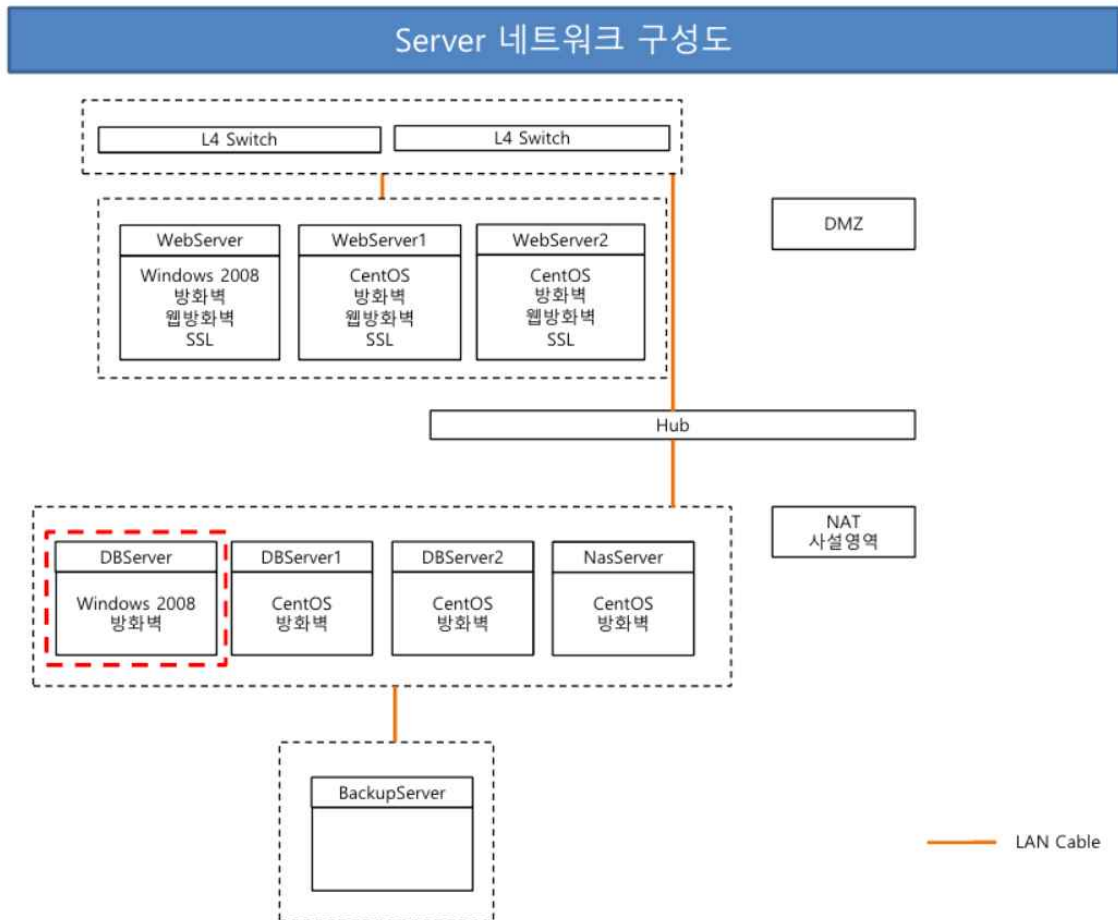 Server 네트워크 구성도
L4 Switch
L4 Switch
WebServer
Windows 2008
방화벽
웹방화벽
SSL
WebServer1
CentOS
방화벽
웹방화벽
SSL
WebServer2
CentOS
방화벽
웹방화벽
SSL
DMZ
Hub
DBServer
Windows 2008
방화벽
DBServer1
CentOS
방화벽
DBServer2
CentOS
방화벽
NasServer
CentOS
방화벽
NAT
사설영역
BackupServer
LAN Cable